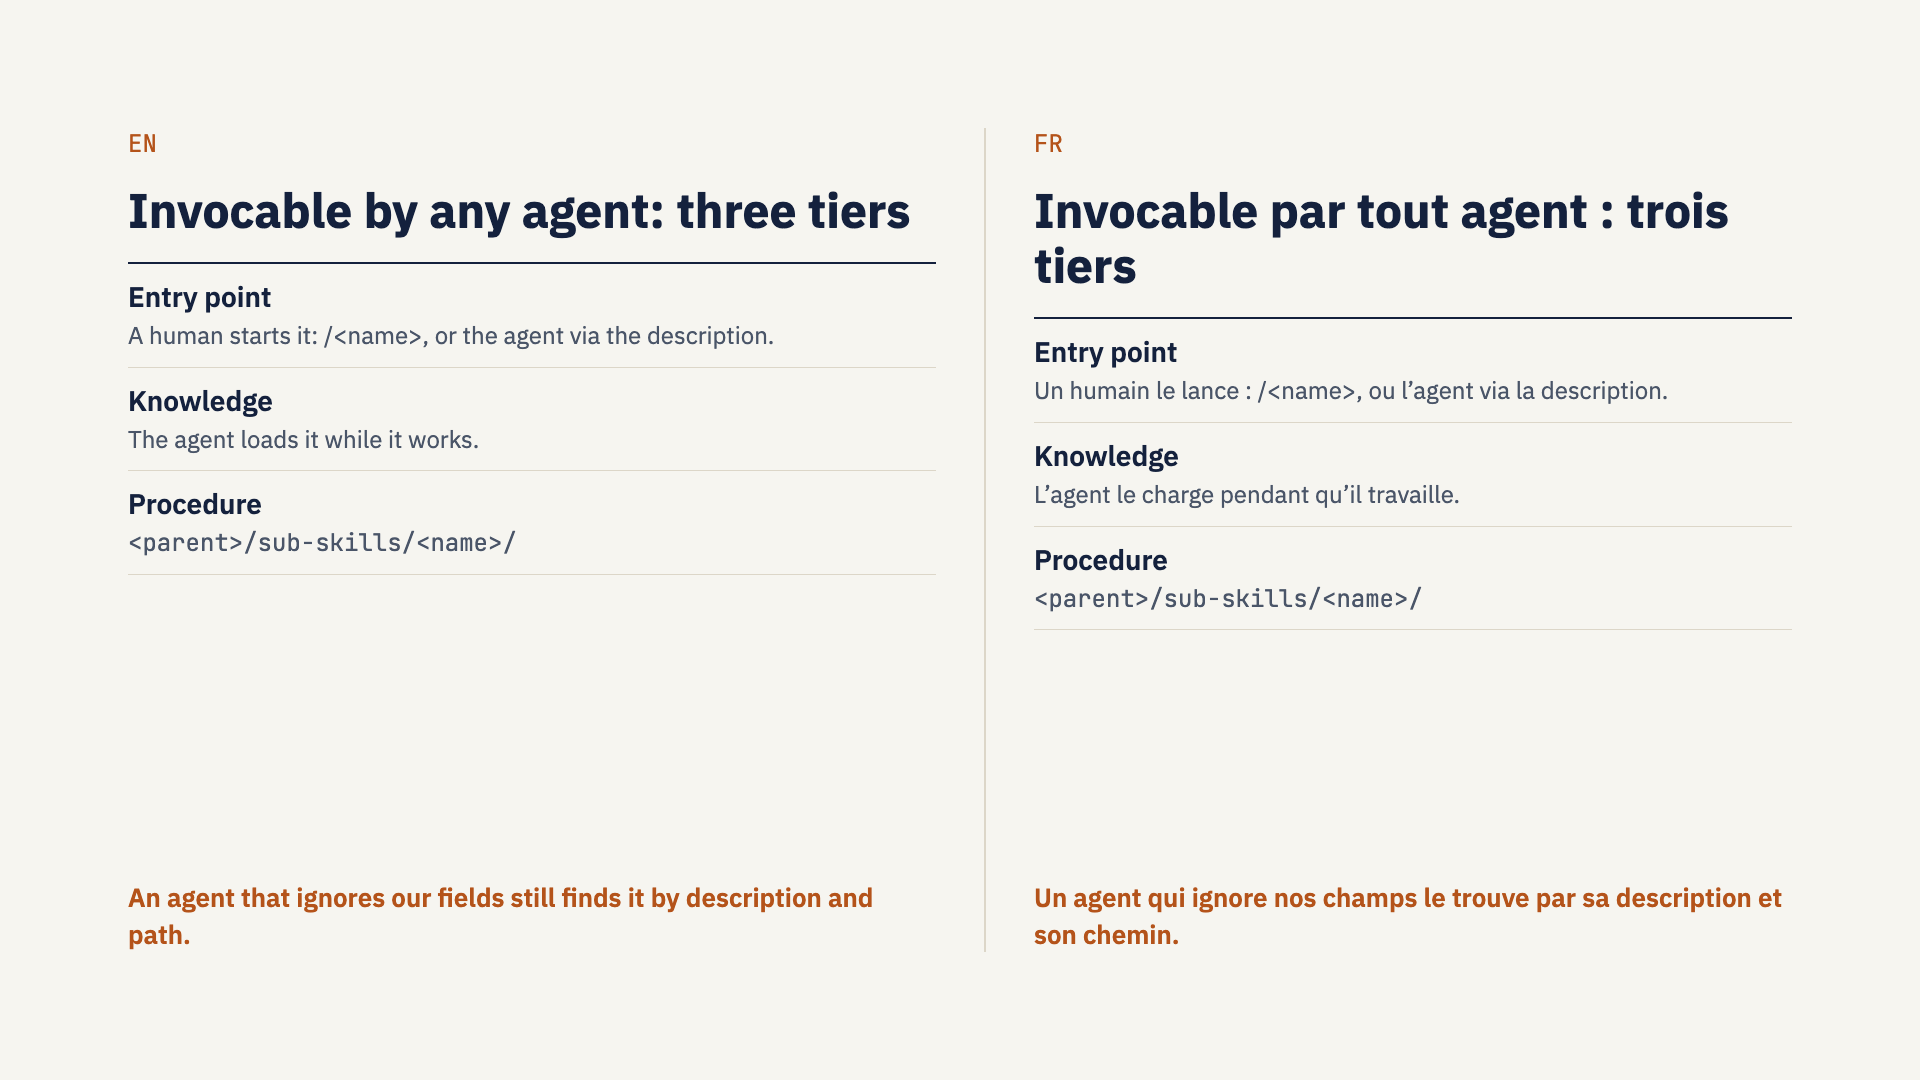 EN
Invocable by any agent: three tiers
Entry point
A human starts it: /<name>, or the agent via the description.
Knowledge
The agent loads it while it works.
Procedure
<parent>/sub-skills/<name>/
An agent that ignores our fields still finds it by description and
path.
FR
Invocable par tout agent : trois
tiers
Entry point
Un humain le lance : /<name>, ou l’agent via la description.
Knowledge
L’agent le charge pendant qu’il travaille.
Procedure
<parent>/sub-skills/<name>/
Un agent qui ignore nos champs le trouve par sa description et
son chemin.